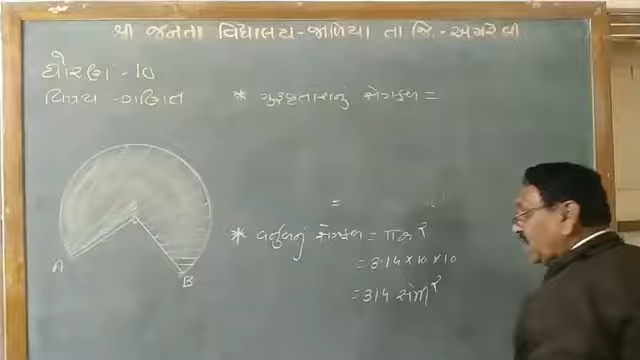 શ્રી જનતા વિદ્યાલય-જાળિયા તા.જિ.-અમરેલી
ધોરણ -10
વિષય -ગણિત
* ગુરુવૃતાંશનું ક્ષેત્રફળ =
=
* વર્તુળનું ક્ષેત્રફળ = πr²
= 3.14 × 10 × 10
= 314 સેમી²
A
B